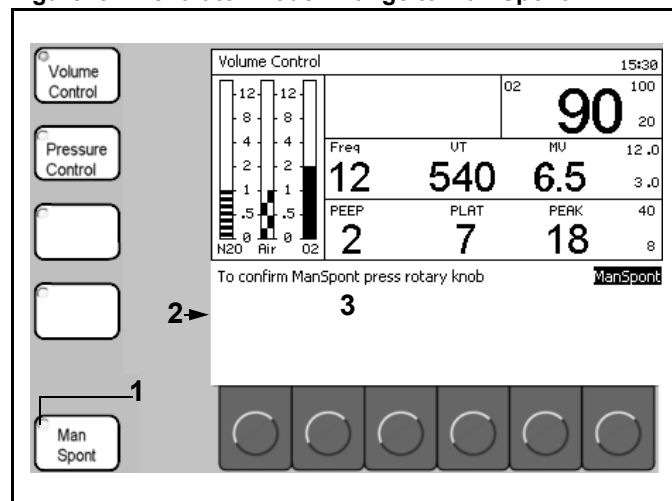 Volume Control
Pressure Control
Man Spont
1
2
3
Volume Control 15:30
12 12
8 8
4 4
2 2
1 1
.5 .5
0 0
N2O Air O2
O2 90 100
20
Freq VT MV 12.0
12 540 6.5 3.0
PEEP PLAT PEAK 40
2 7 18 8
To confirm ManSpont press rotary knob ManSpont